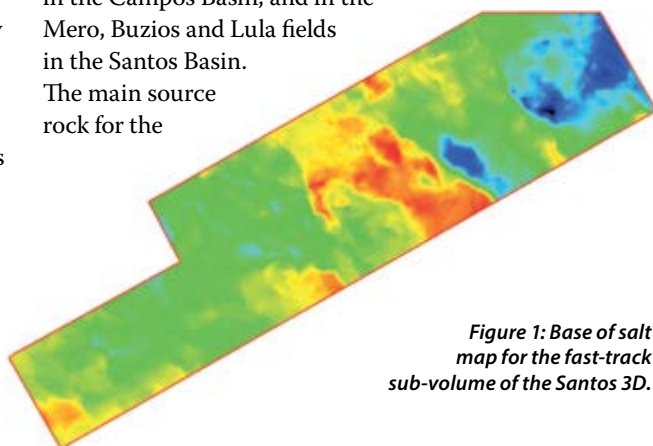 in the Campos Basin, and in the
Mero, Buzios and Lula fields
in the Santos Basin.
The main source
rock for the
s
Figure 1: Base of salt
map for the fast-track
sub-volume of the Santos 3D.